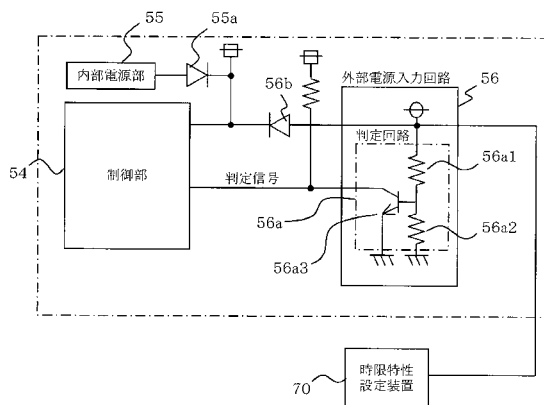 55
55a
内部電源部
56b
外部電源入力回路
56
判定回路
54
制御部
56a1
判定信号
56a
56a2
56a3
時限特性
設定装置
70